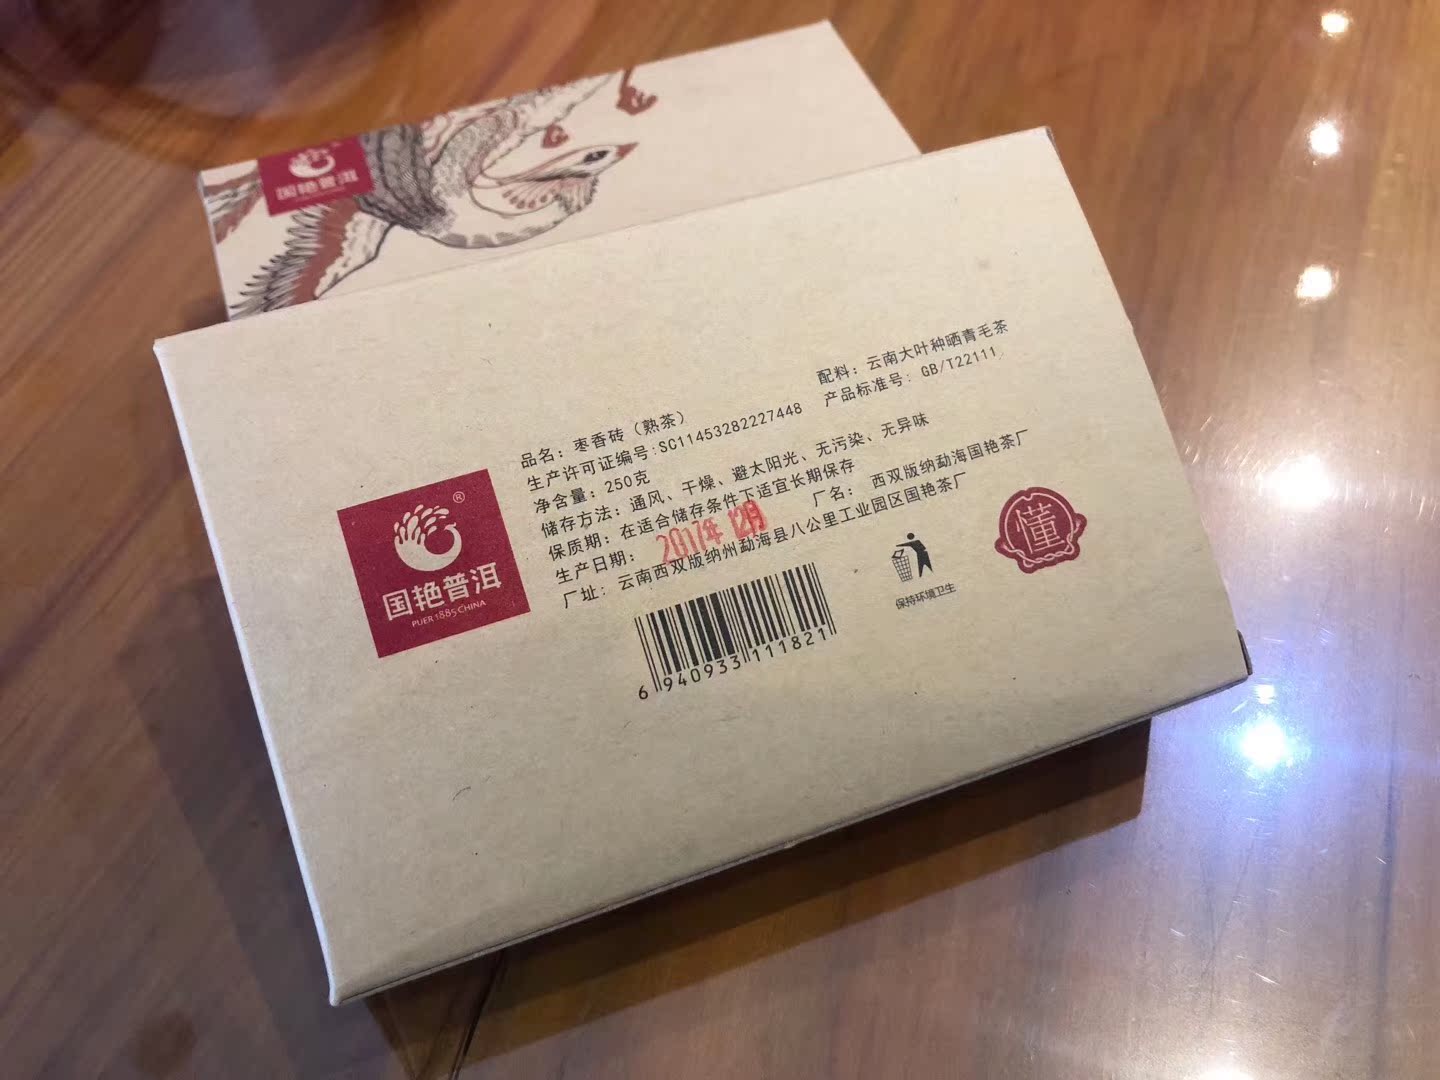 国艳普洱
品名：枣香砖（熟茶）
配料：云南大叶种晒青毛茶
生产许可证编号:SC11453282227448
产品标准号：GB/T22111
净含量：250克
储存方法：通风、干燥、避太阳光、无污染、无异味
保质期：在适合储存条件下适宜长期保存
生产日期：2017年12月
厂名： 西双版纳勐海国艳茶厂
厂址：云南西双版纳州勐海县八公里工业园区国艳茶厂
®
国艳普洱
PUER1885CHINA
6 940933 111821
保持环境卫生
懂